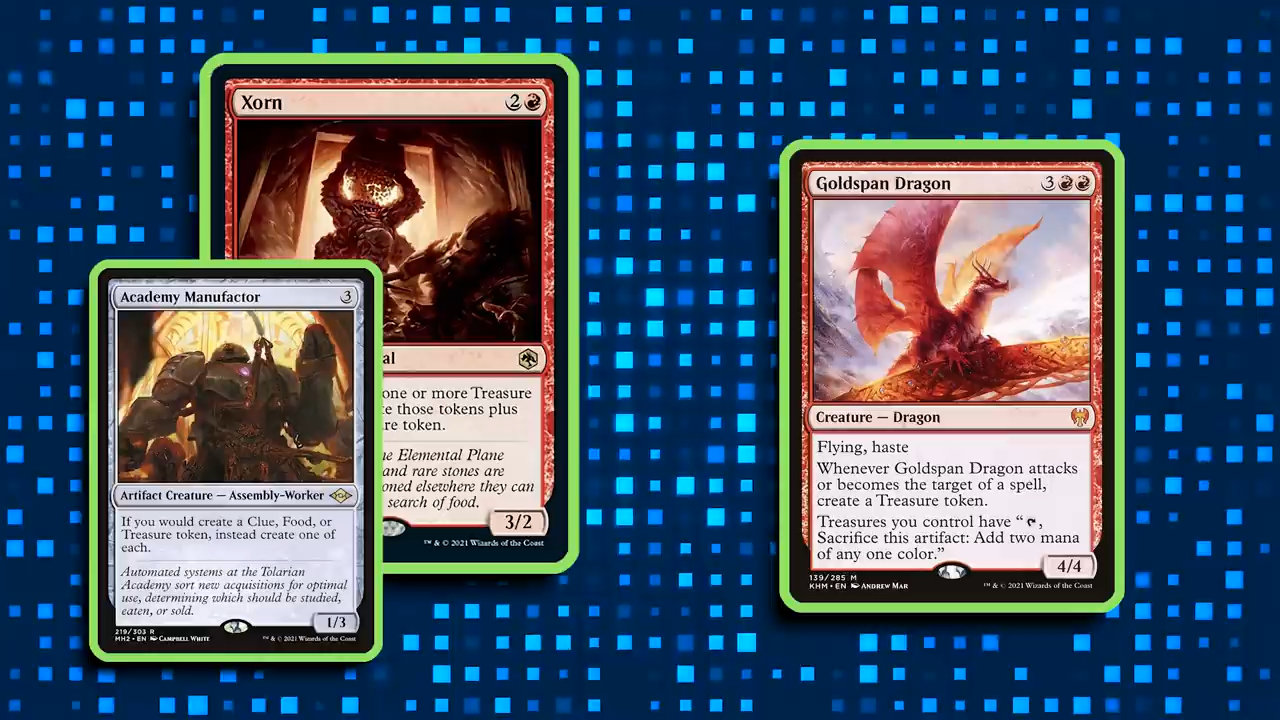 Xorn
2
al
one or more Treasure
e those tokens plus
re token.
ue Elemental Plane
and rare stones are
oned elsewhere they can
search of food.
3/2
™ & © 2021 Wizards of the Coast
Academy Manufactor 3
Artifact Creature — Assembly-Worker
If you would create a Clue, Food, or
Treasure token, instead create one of
each.
Automated systems at the Tolarian
Academy sort new acquisitions for optimal
use, determining which should be studied,
eaten, or sold.
1/3
219/303 R
MH2 • EN Campbell White ™ & © 2021 Wizards of the Coast
Goldspan Dragon 3
Creature — Dragon
Flying, haste
Whenever Goldspan Dragon attacks
or becomes the target of a spell,
create a Treasure token.
Treasures you control have “ ,
Sacrifice this artifact: Add two mana
of any one color.”
4/4
139/285 M
KHM • EN Andrew Mar ™ & © 2021 Wizards of the Coast